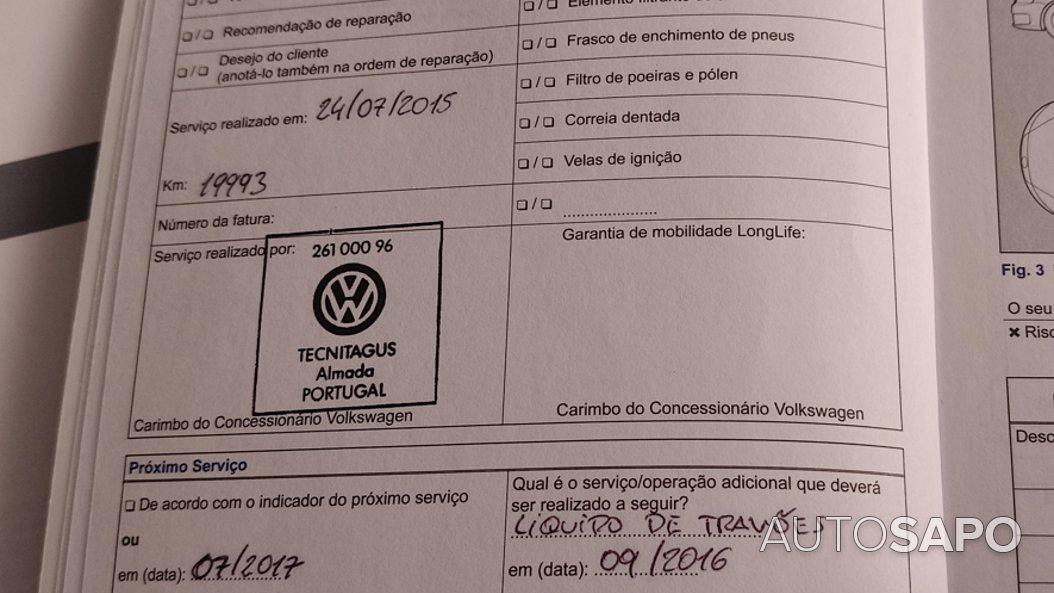 ❏ / ❏ Recomendação de reparação
❏ / ❏ Desejo do cliente
(anotá-lo também na ordem de reparação)
Serviço realizado em: 24/07/2015
Km: 19993
Número da fatura:
Serviço realizado por:
261 000 96
TECNITAGUS
Almada
PORTUGAL
Carimbo do Concessionário Volkswagen
❏ / ❏ Frasco de enchimento de pneus
❏ / ❏ Filtro de poeiras e pólen
❏ / ❏ Correia dentada
❏ / ❏ Velas de ignição
❏ / ❏ .....................
Garantia de mobilidade LongLife:
Carimbo do Concessionário Volkswagen
Próximo Serviço
❏ De acordo com o indicador do próximo serviço
ou
em (data): 07/2017
Qual é o serviço/operação adicional que deverá
ser realizado a seguir?
LÍQUIDO DE TRAVÕES
em (data): 09/2016
Fig. 3
O seu
AUTOSAPO